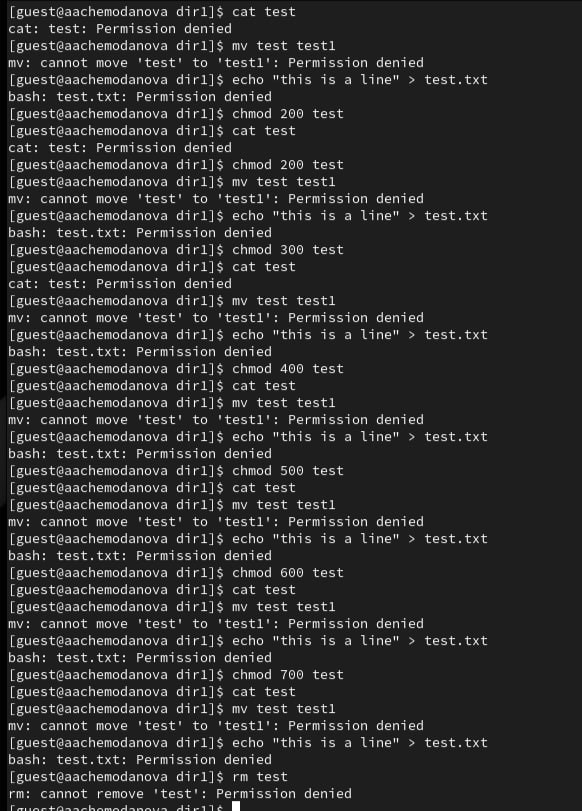 [guest@aachemodanova dir1]$ cat test
cat: test: Permission denied
[guest@aachemodanova dir1]$ mv test test1
mv: cannot move 'test' to 'test1': Permission denied
[guest@aachemodanova dir1]$ echo "this is a line" > test.txt
bash: test.txt: Permission denied
[guest@aachemodanova dir1]$ chmod 200 test
[guest@aachemodanova dir1]$ cat test
cat: test: Permission denied
[guest@aachemodanova dir1]$ chmod 200 test
[guest@aachemodanova dir1]$ mv test test1
mv: cannot move 'test' to 'test1': Permission denied
[guest@aachemodanova dir1]$ echo "this is a line" > test.txt
bash: test.txt: Permission denied
[guest@aachemodanova dir1]$ chmod 300 test
[guest@aachemodanova dir1]$ cat test
cat: test: Permission denied
[guest@aachemodanova dir1]$ mv test test1
mv: cannot move 'test' to 'test1': Permission denied
[guest@aachemodanova dir1]$ echo "this is a line" > test.txt
bash: test.txt: Permission denied
[guest@aachemodanova dir1]$ chmod 400 test
[guest@aachemodanova dir1]$ cat test
[guest@aachemodanova dir1]$ mv test test1
mv: cannot move 'test' to 'test1': Permission denied
[guest@aachemodanova dir1]$ echo "this is a line" > test.txt
bash: test.txt: Permission denied
[guest@aachemodanova dir1]$ chmod 500 test
[guest@aachemodanova dir1]$ cat test
[guest@aachemodanova dir1]$ mv test test1
mv: cannot move 'test' to 'test1': Permission denied
[guest@aachemodanova dir1]$ echo "this is a line" > test.txt
bash: test.txt: Permission denied
[guest@aachemodanova dir1]$ chmod 600 test
[guest@aachemodanova dir1]$ cat test
[guest@aachemodanova dir1]$ mv test test1
mv: cannot move 'test' to 'test1': Permission denied
[guest@aachemodanova dir1]$ echo "this is a line" > test.txt
bash: test.txt: Permission denied
[guest@aachemodanova dir1]$ chmod 700 test
[guest@aachemodanova dir1]$ cat test
[guest@aachemodanova dir1]$ mv test test1
mv: cannot move 'test' to 'test1': Permission denied
[guest@aachemodanova dir1]$ echo "this is a line" > test.txt
bash: test.txt: Permission denied
[guest@aachemodanova dir1]$ rm test
rm: cannot remove 'test': Permission denied
[guest@aachemodanova dir1]$